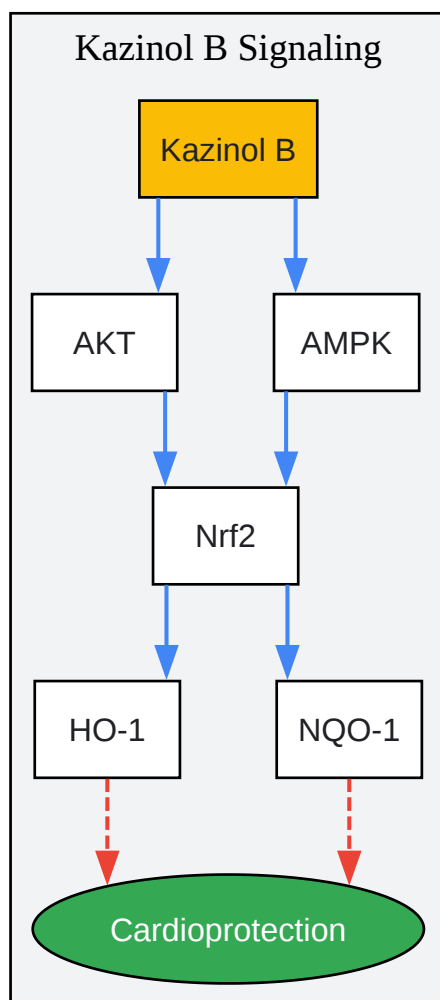 Kazinol B Signaling
Kazinol B
AKT
AMPK
Nrf2
HO-1
NQO-1
Cardioprotection